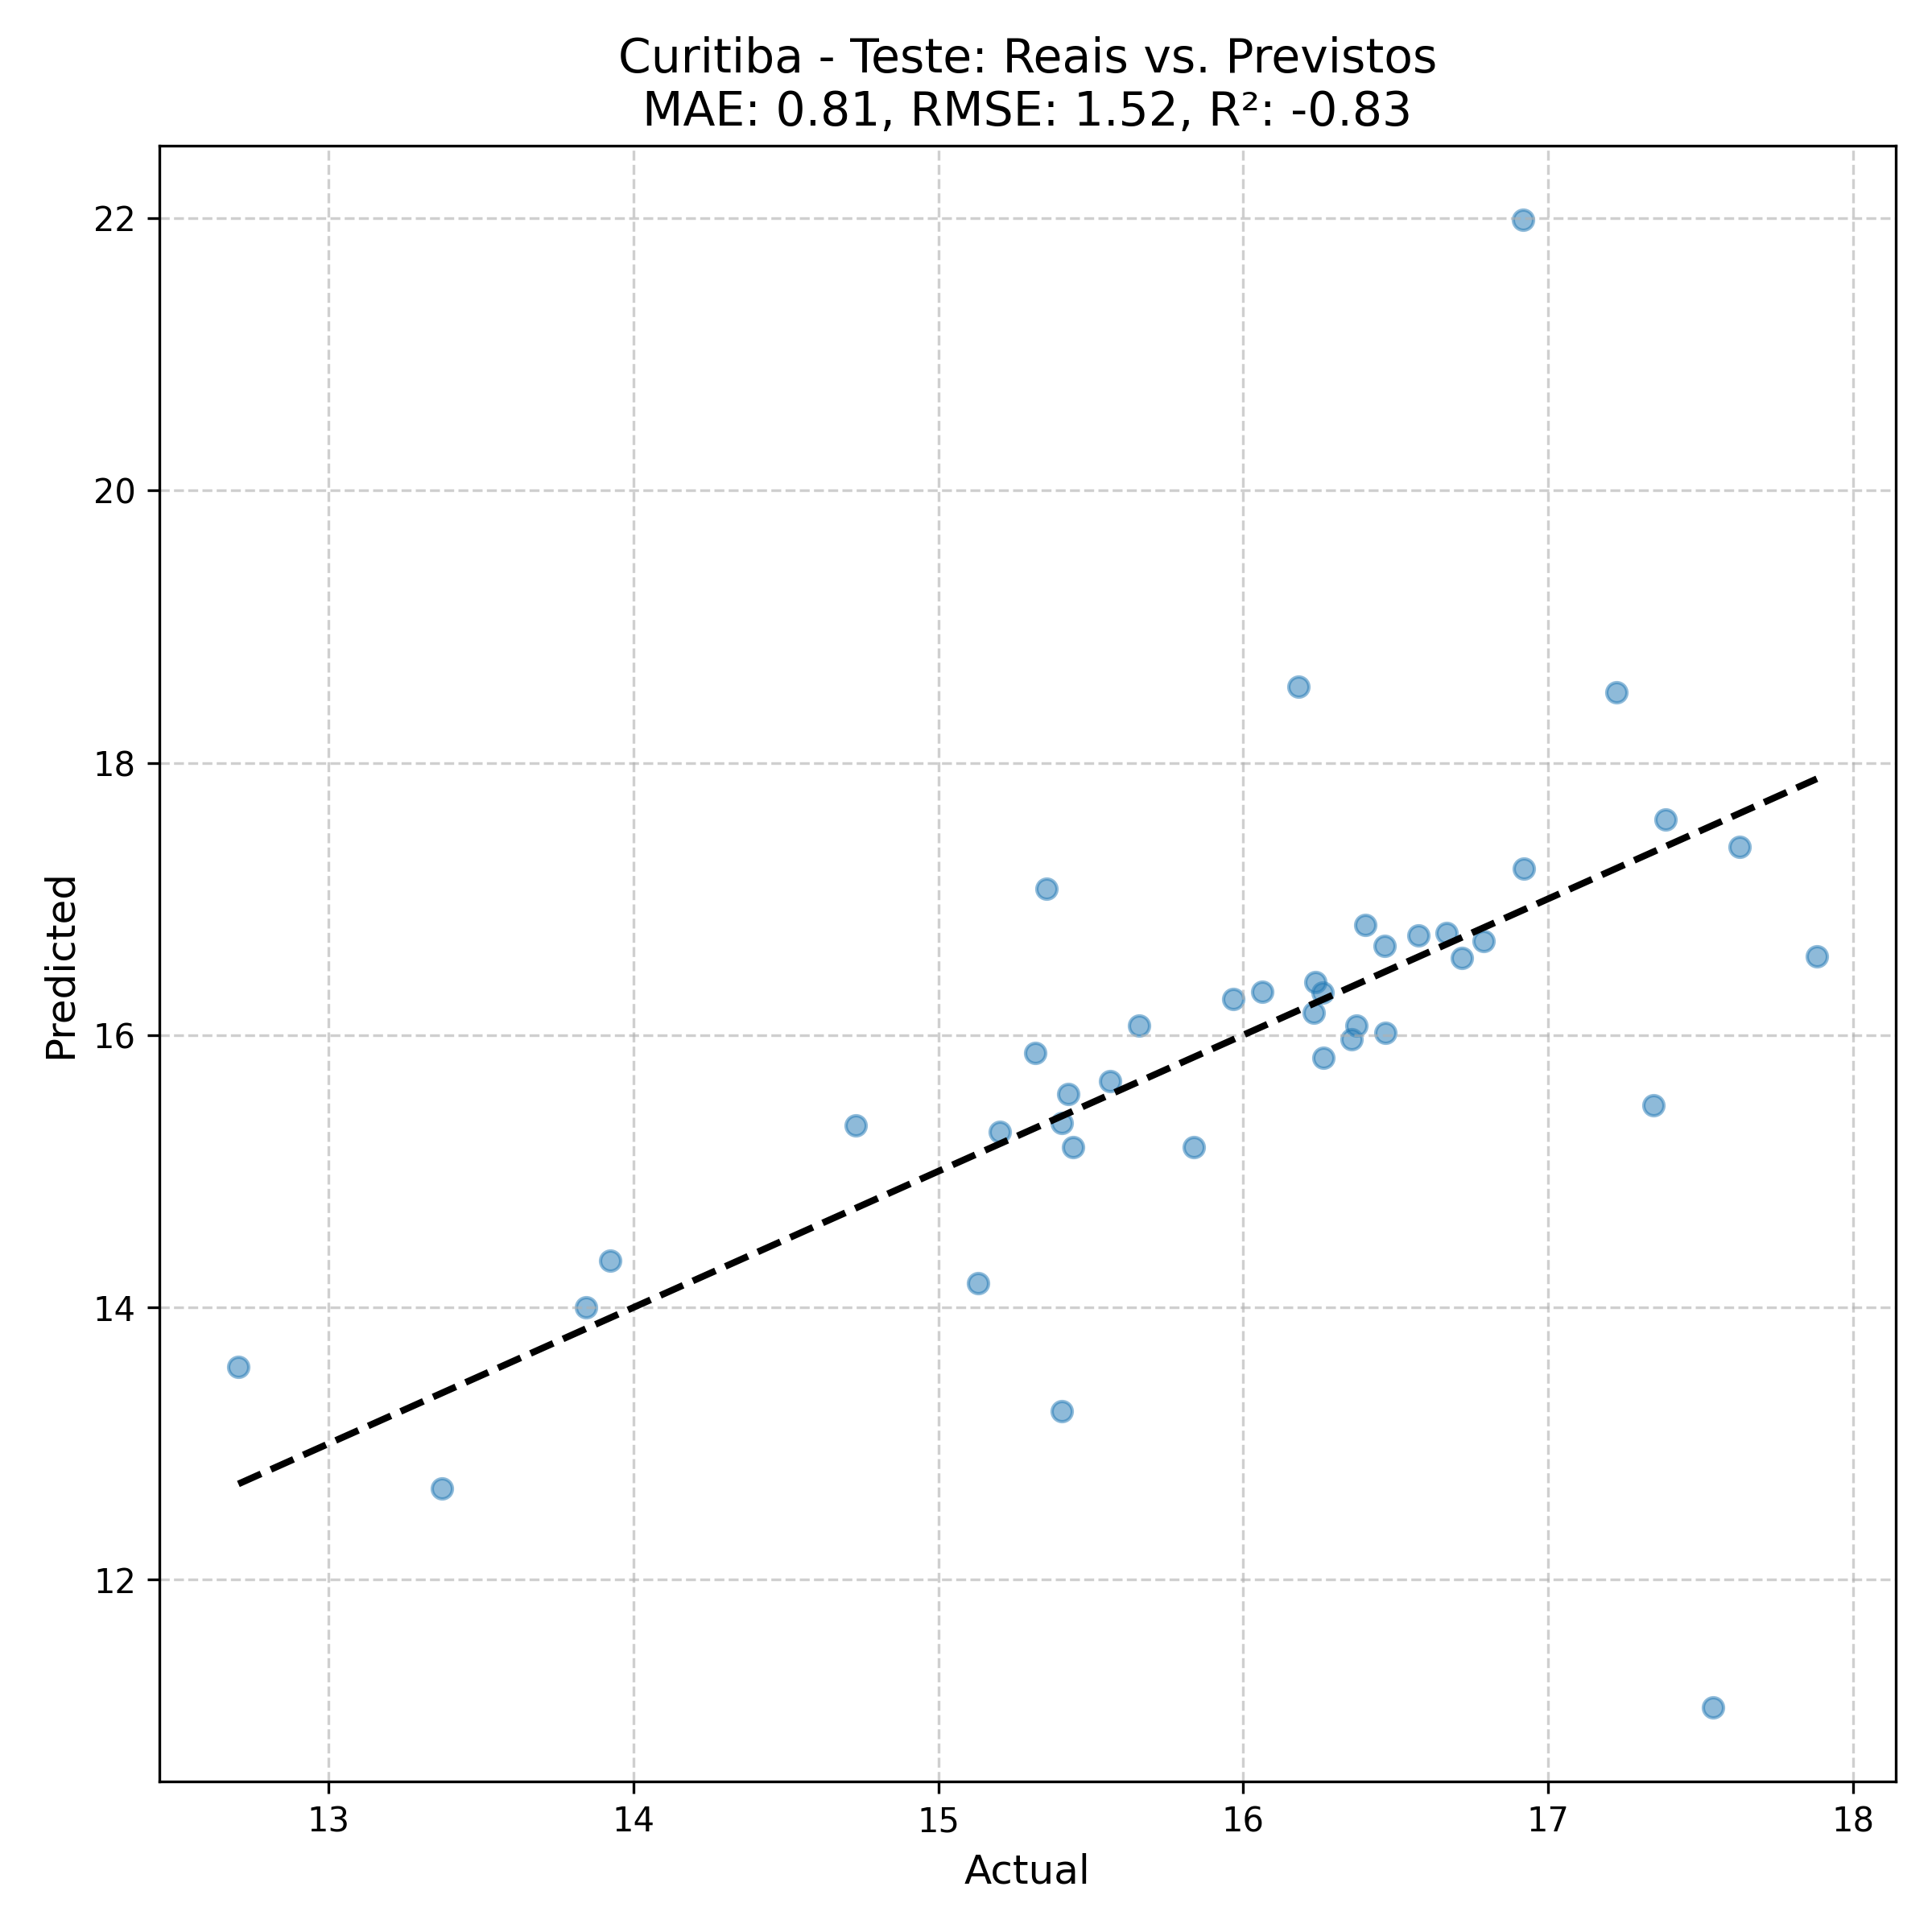 Curitiba - Teste: Reais vs. Previstos
MAE: 0.81, RMSE: 1.52, R²: -0.83
22
20
18
16
14
12
Predicted
13 14 15 16 17 18
Actual